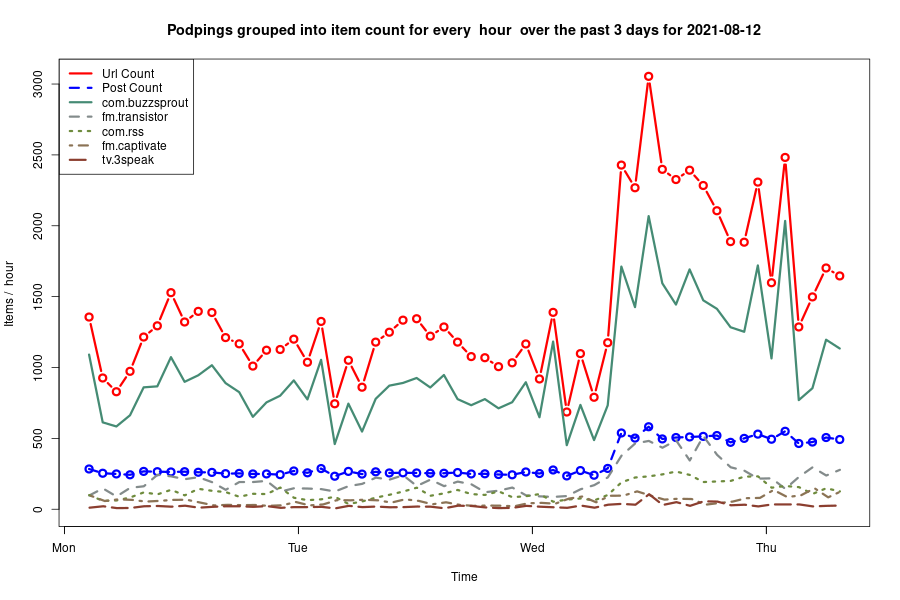 Podpings grouped into item count for every  hour  over the past 3 days for 2021-08-12
Url Count
Post Count
com.buzzsprout
fm.transistor
com.rss
fm.captivate
tv.3speak
Items /  hour
3000
2500
2000
1500
1000
500
0
Mon Tue Wed Thu
Time